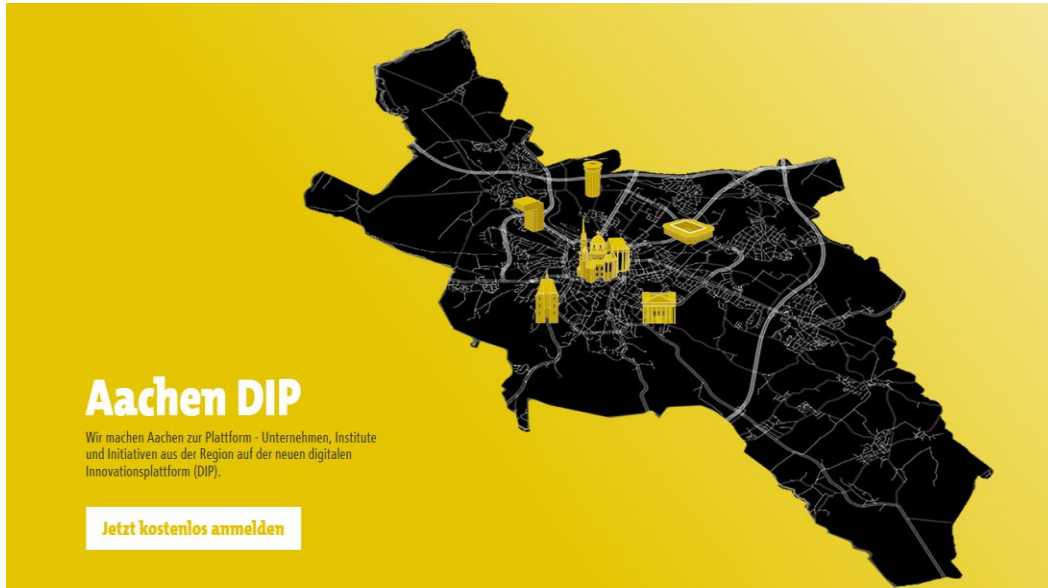 Aachen DIP
Wir machen Aachen zur Plattform - Unternehmen, Institute
und Initiativen aus der Region auf der neuen digitalen
Innovationsplattform (DIP).
Jetzt kostenlos anmelden